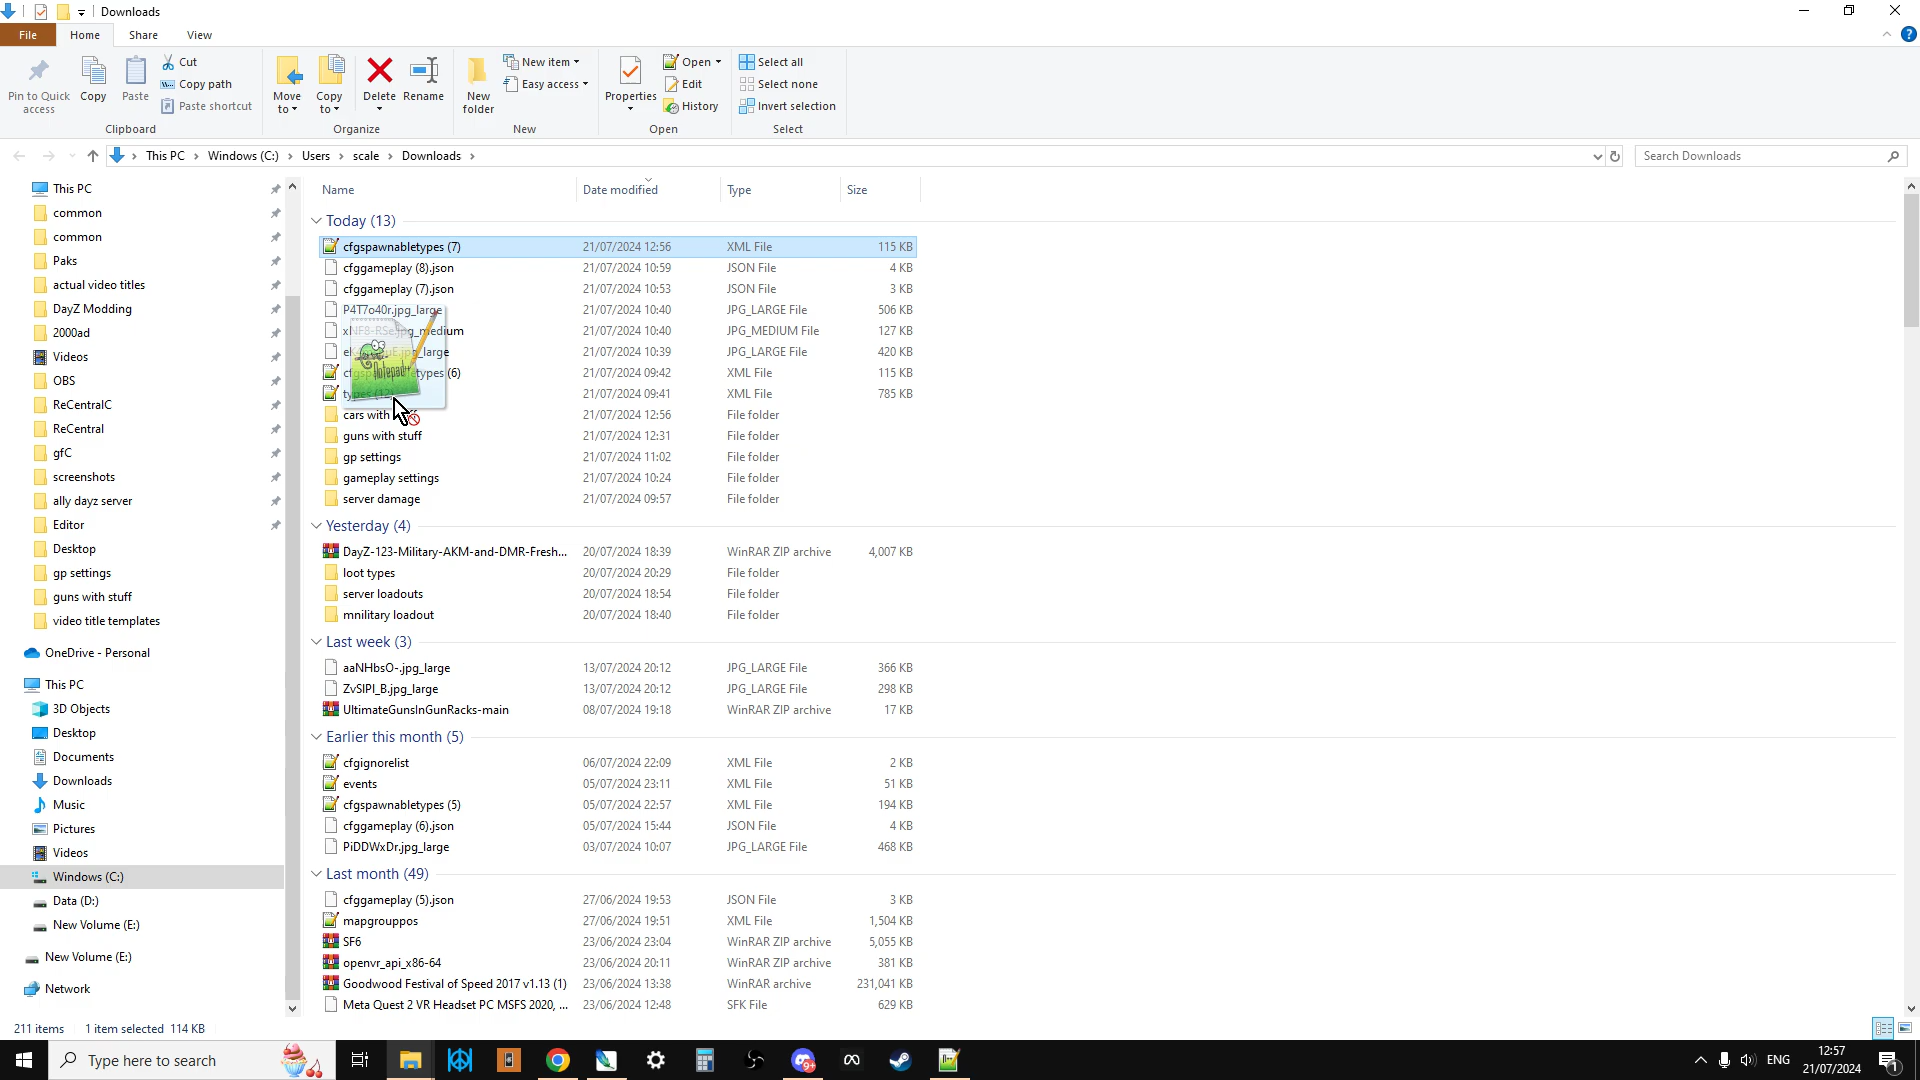 Downloads
File
Home
Share
View
Pin to Quick
access
Copy
Paste
Cut
Copy path
Paste shortcut
Move
to
Copy
to
Delete
Rename
New
folder
New item
Easy access
Properties
Open
Edit
History
Select all
Select none
Invert selection
Clipboard
Organize
New
Open
Select
This PC > Windows (C:) > Users > scale > Downloads >
Search Downloads
This PC
common
common
Paks
actual video titles
DayZ Modding
2000ad
Videos
OBS
ReCentralC
ReCentral
gfC
screenshots
ally dayz server
Editor
Desktop
gp settings
guns with stuff
video title templates
OneDrive - Personal
This PC
3D Objects
Desktop
Documents
Downloads
Music
Pictures
Videos
Windows (C:)
Data (D:)
New Volume (E:)
New Volume (E:)
Network
Name Date modified Type Size
Today (13)
cfgspawnabletypes (7) 21/07/2024 12:56 XML File 115 KB
cfggameplay (8).json 21/07/2024 10:59 JSON File 4 KB
cfggameplay (7).json 21/07/2024 10:53 JSON File 3 KB
P4T7o40r.jpg_large 21/07/2024 10:40 JPG_LARGE File 506 KB
xNF8-RSe.jpg_medium 21/07/2024 10:40 JPG_MEDIUM File 127 KB
21/07/2024 10:39 JPG_LARGE File 420 KB
cfgspawnabletypes (6) 21/07/2024 09:42 XML File 115 KB
types (12) 21/07/2024 09:41 XML File 785 KB
cars with 21/07/2024 12:56 File folder
guns with stuff 21/07/2024 12:31 File folder
gp settings 21/07/2024 11:02 File folder
gameplay settings 21/07/2024 10:24 File folder
server damage 21/07/2024 09:57 File folder
Yesterday (4)
DayZ-123-Military-AKM-and-DMR-Fresh... 20/07/2024 18:39 WinRAR ZIP archive 4,007 KB
loot types 20/07/2024 20:29 File folder
server loadouts 20/07/2024 18:54 File folder
mnilitary loadout 20/07/2024 18:40 File folder
Last week (3)
aaNHbsO-.jpg_large 13/07/2024 20:12 JPG_LARGE File 366 KB
ZvSIPI_B.jpg_large 13/07/2024 20:12 JPG_LARGE File 298 KB
UltimateGunsInGunRacks-main 08/07/2024 19:18 WinRAR ZIP archive 17 KB
Earlier this month (5)
cfgignorelist 06/07/2024 22:09 XML File 2 KB
events 05/07/2024 23:11 XML File 51 KB
cfgspawnabletypes (5) 05/07/2024 22:57 XML File 194 KB
cfggameplay (6).json 05/07/2024 15:44 JSON File 4 KB
PiDDWxDr.jpg_large 03/07/2024 10:07 JPG_LARGE File 468 KB
Last month (49)
cfggameplay (5).json 27/06/2024 19:53 JSON File 3 KB
mapgrouppos 27/06/2024 19:51 XML File 1,504 KB
SF6 23/06/2024 23:04 WinRAR ZIP archive 5,055 KB
openvr_api_x86-64 23/06/2024 20:11 WinRAR ZIP archive 381 KB
Goodwood Festival of Speed 2017 v1.13 (1) 23/06/2024 13:38 WinRAR archive 231,041 KB
Meta Quest 2 VR Headset PC MSFS 2020, ... 23/06/2024 12:48 SFK File 629 KB
211 items 1 item selected 114 KB
Type here to search
9+
ENG
12:57
21/07/2024
1